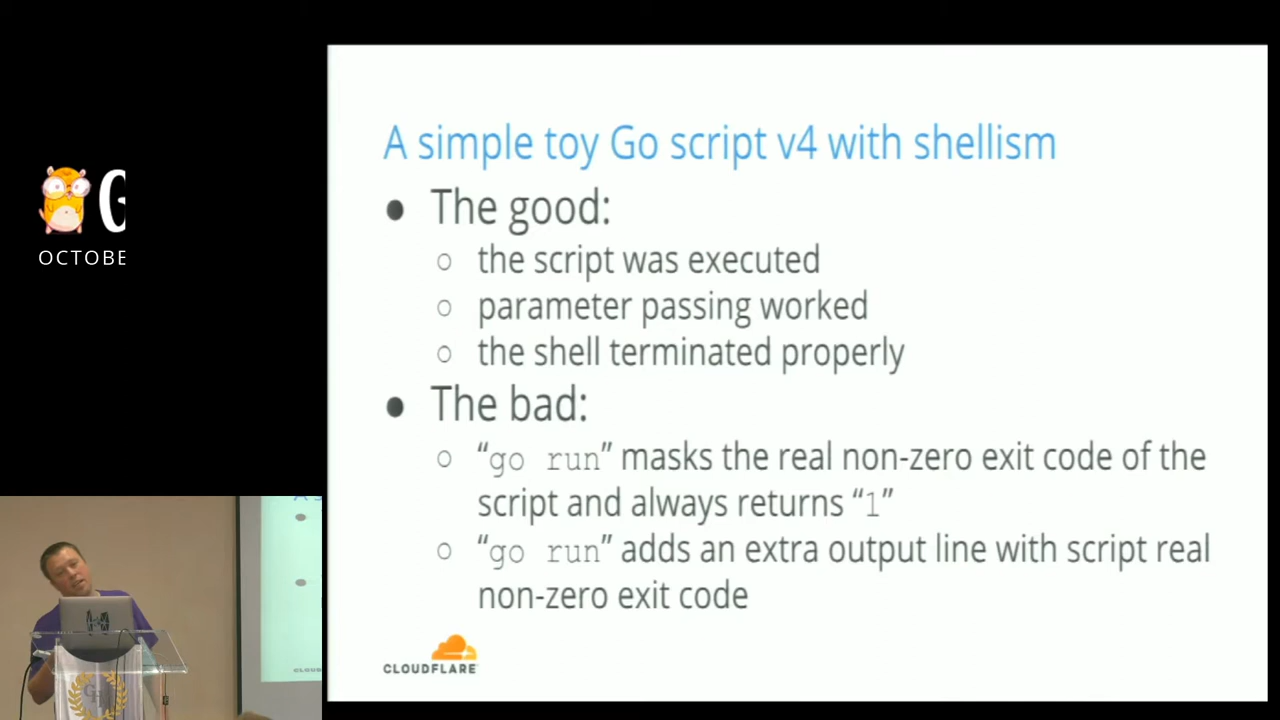 A simple toy Go script v4 with shellism
● The good:
○ the script was executed
○ parameter passing worked
○ the shell terminated properly
● The bad:
○ “go run” masks the real non-zero exit code of the
script and always returns “1”
○ “go run” adds an extra output line with script real
non-zero exit code
CLOUDFLARE
G
OCTOBE